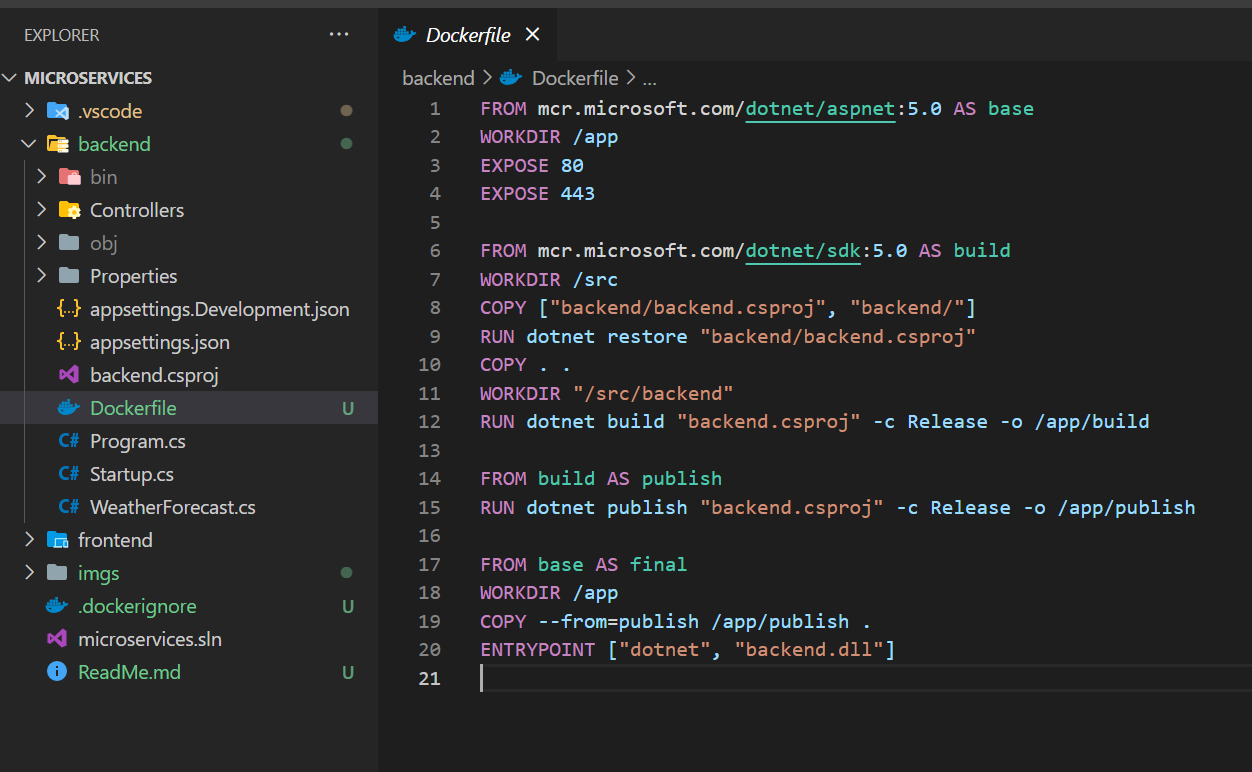 EXPLORER
MICROSERVICES
.vscode
backend
bin
Controllers
obj
Properties
{..} appsettings.Development.json
{..} appsettings.json
backend.csproj
Dockerfile U
C# Program.cs
C# Startup.cs
C# WeatherForecast.cs
frontend
imgs
.dockerignore U
microservices.sln
ReadMe.md U
Dockerfile
backend > Dockerfile > ...
1 FROM mcr.microsoft.com/dotnet/aspnet:5.0 AS base
2 WORKDIR /app
3 EXPOSE 80
4 EXPOSE 443
5
6 FROM mcr.microsoft.com/dotnet/sdk:5.0 AS build
7 WORKDIR /src
8 COPY ["backend/backend.csproj", "backend/"]
9 RUN dotnet restore "backend/backend.csproj"
10 COPY . .
11 WORKDIR "/src/backend"
12 RUN dotnet build "backend.csproj" -c Release -o /app/build
13
14 FROM build AS publish
15 RUN dotnet publish "backend.csproj" -c Release -o /app/publish
16
17 FROM base AS final
18 WORKDIR /app
19 COPY --from=publish /app/publish .
20 ENTRYPOINT ["dotnet", "backend.dll"]
21